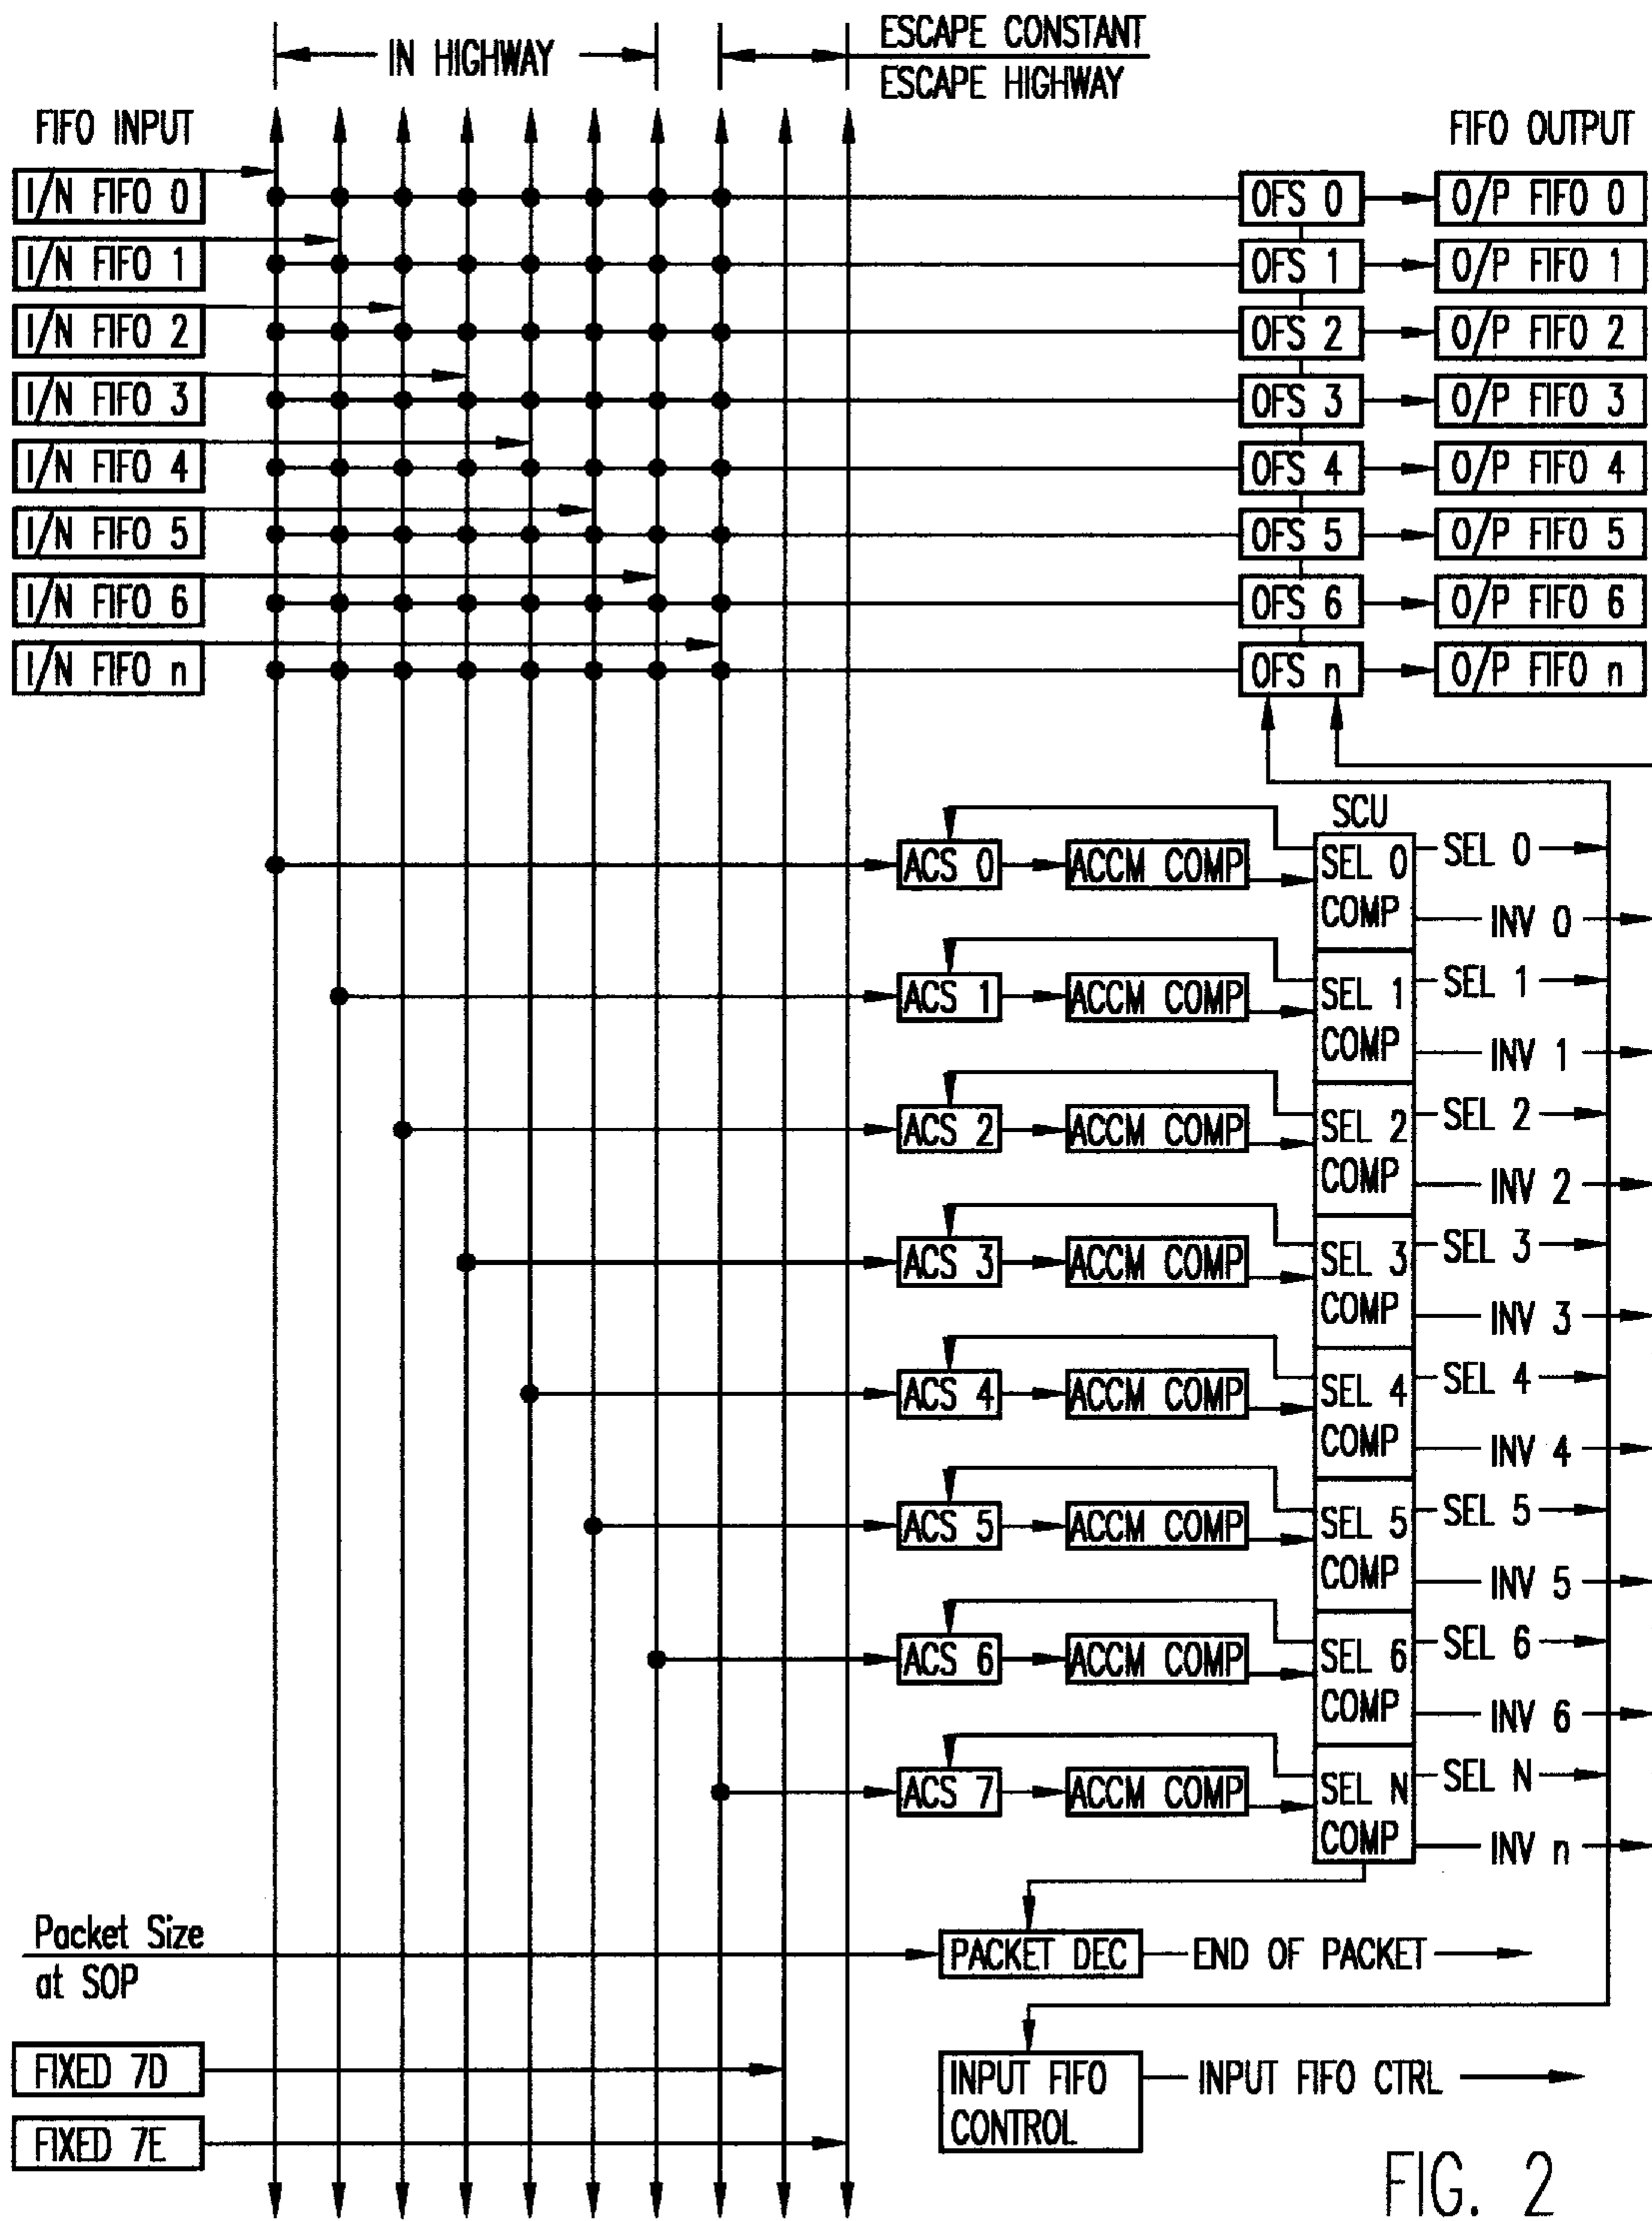 IN HIGHWAY
ESCAPE CONSTANT
ESCAPE HIGHWAY
FIFO INPUT
FIFO OUTPUT
I/N FIFO 0
OFS 0
O/P FIFO 0
I/N FIFO 1
OFS 1
O/P FIFO 1
I/N FIFO 2
OFS 2
O/P FIFO 2
I/N FIFO 3
OFS 3
O/P FIFO 3
I/N FIFO 4
OFS 4
O/P FIFO 4
I/N FIFO 5
OFS 5
O/P FIFO 5
I/N FIFO 6
OFS 6
O/P FIFO 6
I/N FIFO n
OFS n
O/P FIFO n
SCU
ACS 0
ACCM COMP
SEL 0
COMP
SEL 0
INV 0
ACS 1
ACCM COMP
SEL 1
COMP
SEL 1
INV 1
ACS 2
ACCM COMP
SEL 2
COMP
SEL 2
INV 2
ACS 3
ACCM COMP
SEL 3
COMP
SEL 3
INV 3
ACS 4
ACCM COMP
SEL 4
COMP
SEL 4
INV 4
ACS 5
ACCM COMP
SEL 5
COMP
SEL 5
INV 5
ACS 6
ACCM COMP
SEL 6
COMP
SEL 6
INV 6
ACS 7
ACCM COMP
SEL N
COMP
SEL N
INV n
Packet Size
at SOP
PACKET DEC
END OF PACKET
FIXED 7D
INPUT FIFO
CONTROL
INPUT FIFO CTRL
FIXED 7E
FIG. 2